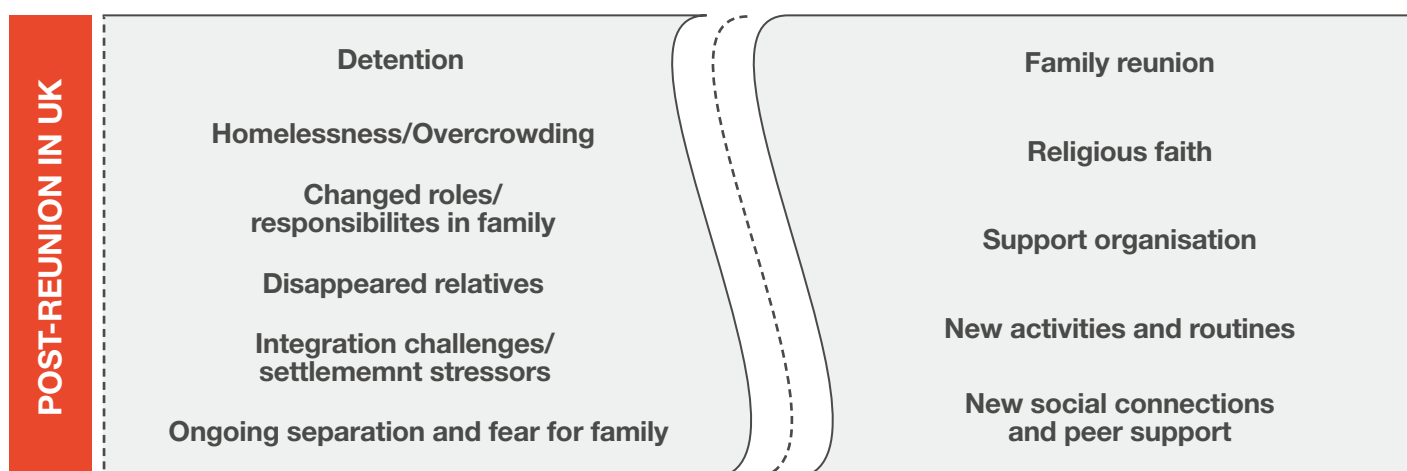 POST-REUNION IN UK
Detention
Homelessness/Overcrowding
Changed roles/
responsibilites in family
Disappeared relatives
Integration challenges/
settlememnt stressors
Ongoing separation and fear for family
Family reunion
Religious faith
Support organisation
New activities and routines
New social connections
and peer support